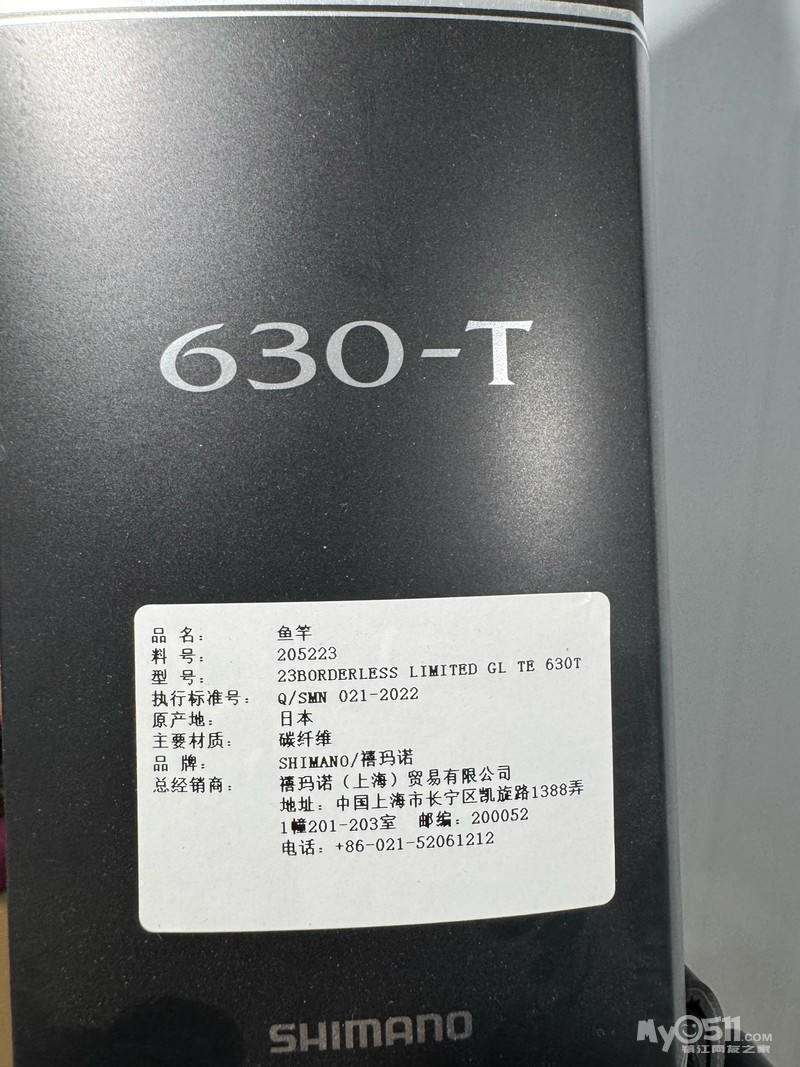 630-T
品 名： 鱼竿
料 号： 205223
型 号： 23BORDERLESS LIMITED GL TE 630T
执行标准号： Q/SMN 021-2022
原产地： 日本
主要材质： 碳纤维
品 牌： SHIMANO/禧玛诺
总经销商： 禧玛诺（上海）贸易有限公司
地址：中国上海市长宁区凯旋路1388弄
1幢201-203室 邮编：200052
电话：+86-021-52061212
SHIMANO
My0511.COM
镇江网友之家